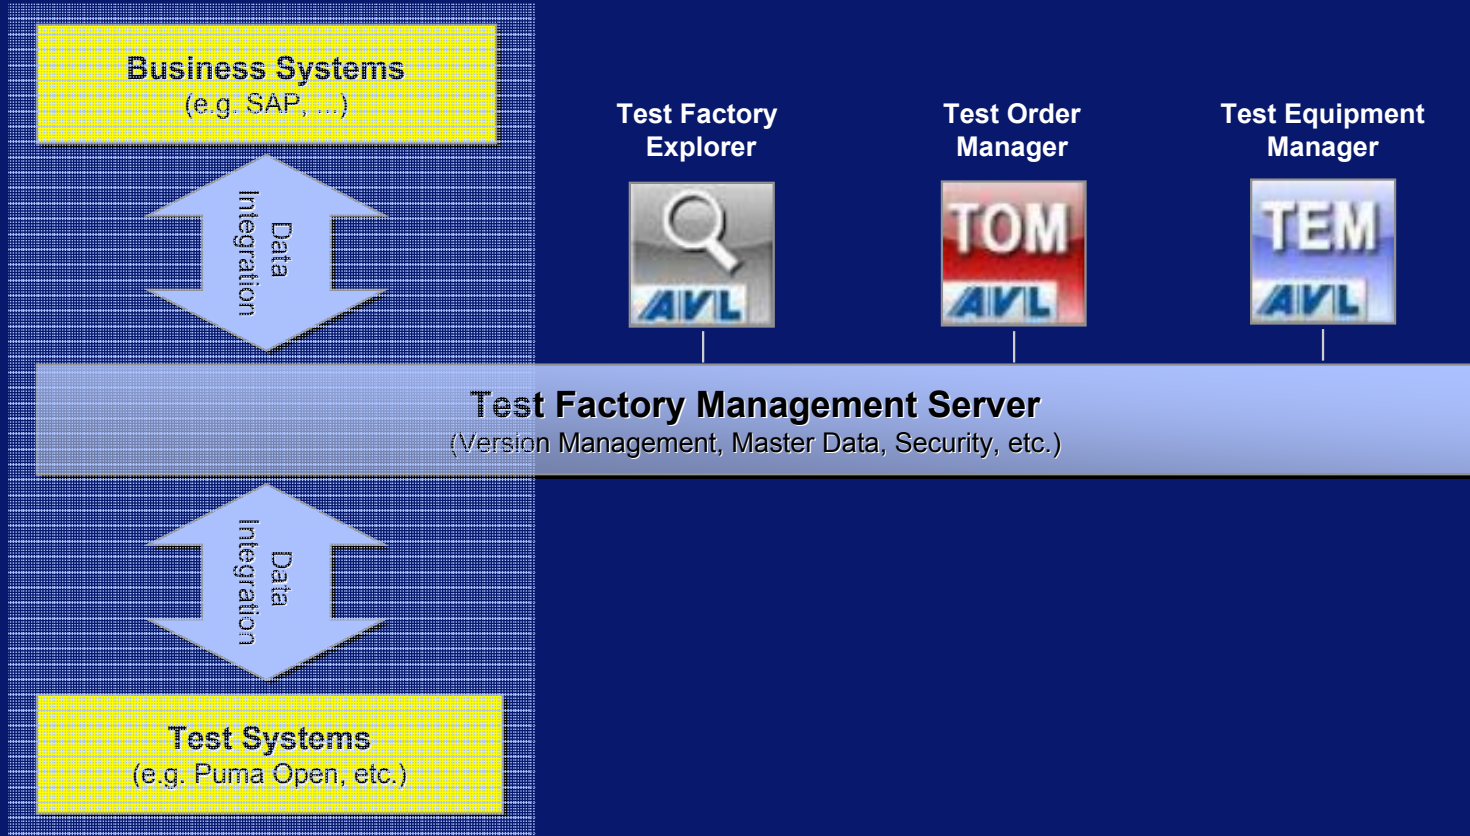 Business Systems
(e.g. SAP, ...)
Test Factory
Explorer
Test Order
Manager
Test Equipment
Manager
Data
Integration
AVL
TOM
AVL
TEM
AVL
Test Factory Management Server
(Version Management, Master Data, Security, etc.)
Data
Integration
Test Systems
(e.g. Puma Open, etc.)